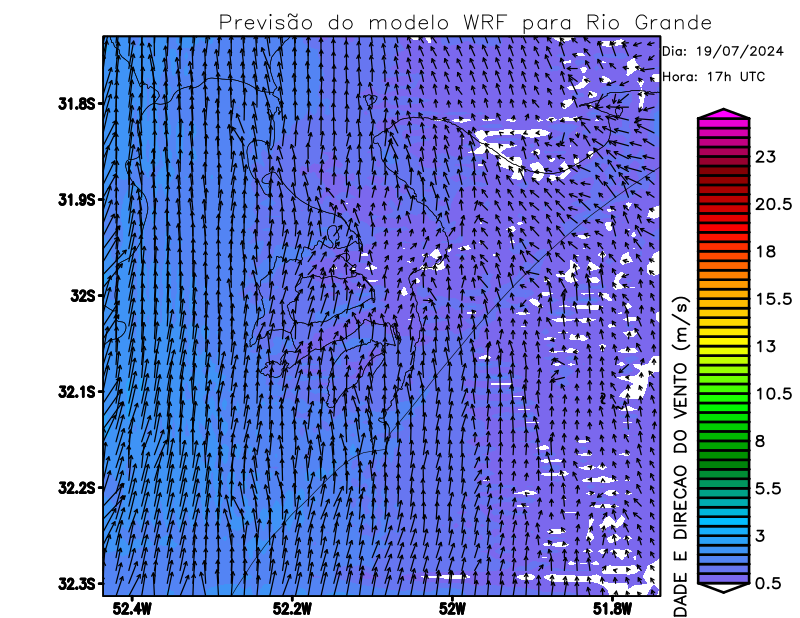 Previsão do modelo WRF para Rio Grande
Dia: 19/07/2024
Hora: 17h UTC
31.8S
31.9S
32S
32.1S
32.2S
32.3S
52.4W
52.2W
52W
51.8W
DADE E DIRECAO DO VENTO (m/s)
23
20.5
18
15.5
13
10.5
8
5.5
3
0.5